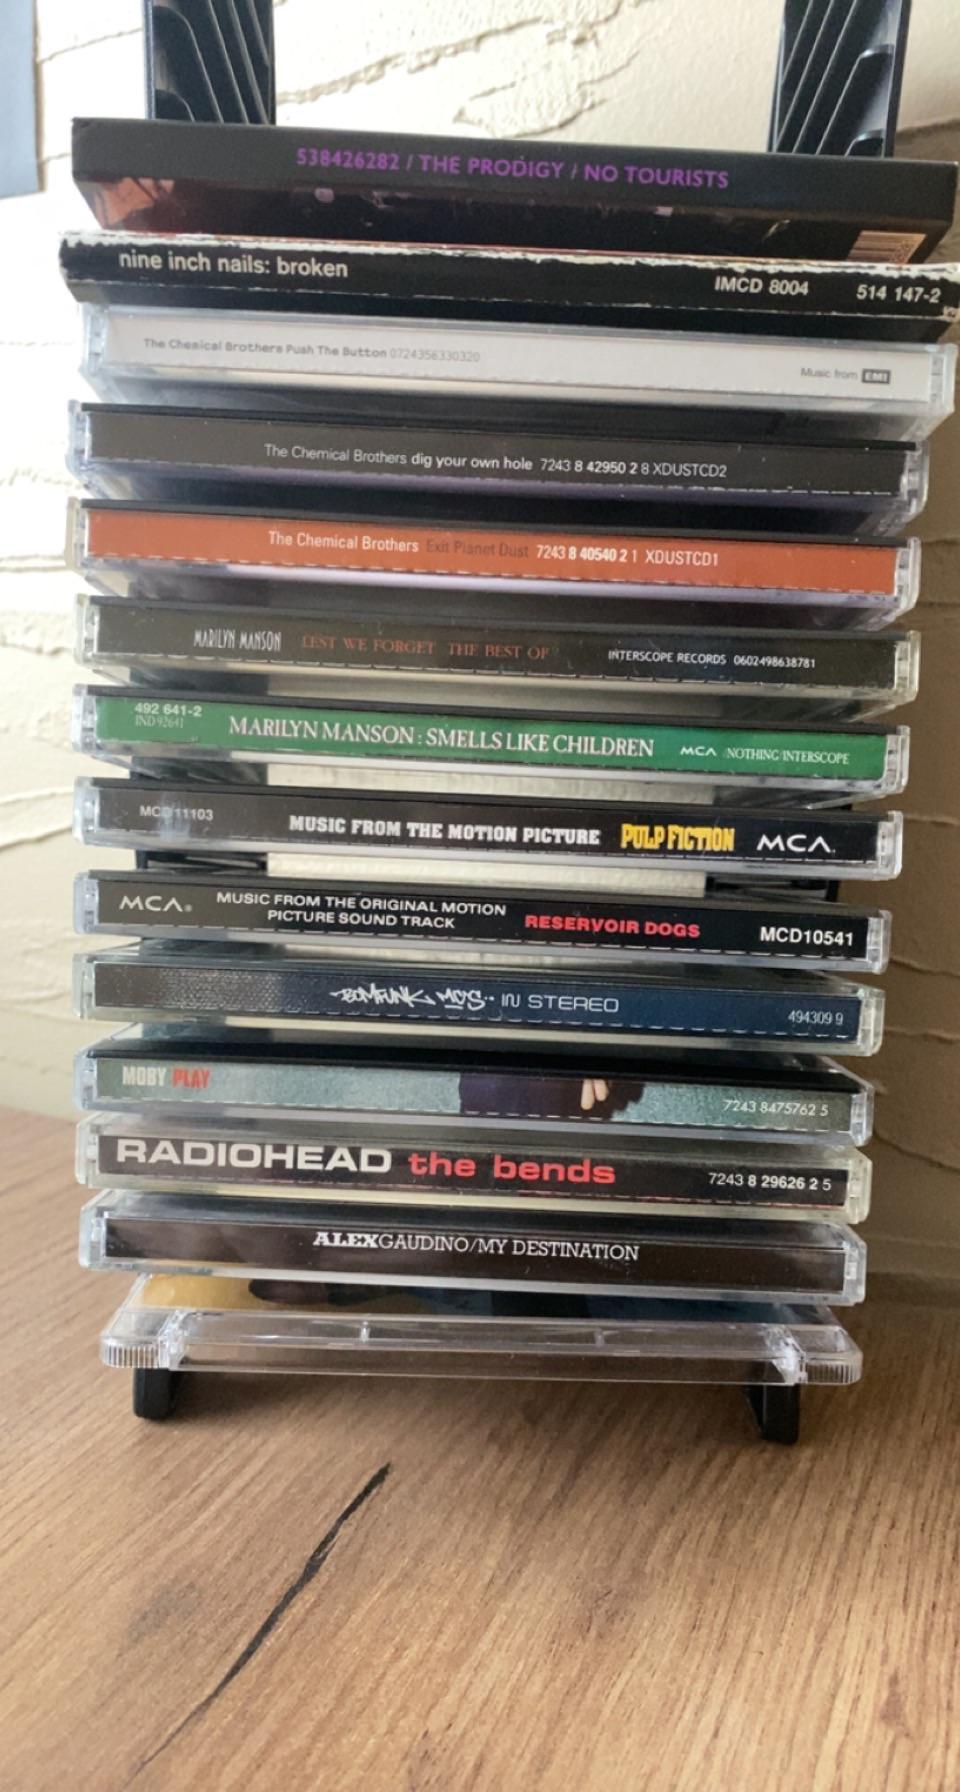 538426282 / THE PRODIGY / NO TOURISTS
nine inch nails: broken IMCD 8004 514 147-2
The Chemical Brothers Push The Button 0724356330320 Music from EMI
The Chemical Brothers dig your own hole 7243 8 42950 2 8 XDUSTCD2
The Chemical Brothers Exit Planet Dust 7243 8 40540 2 1 XDUSTCD1
MARILYN MANSON LEST WE FORGET THE BEST OF INTERSCOPE RECORDS 0602498638781
492 641-2
IND 92641
MARILYN MANSON : SMELLS LIKE CHILDREN MCA /NOTHING/INTERSCOPE
MCD11103 MUSIC FROM THE MOTION PICTURE PULP FICTION MCA.
MCA® MUSIC FROM THE ORIGINAL MOTION
PICTURE SOUND TRACK RESERVOIR DOGS MCD10541
BOMFUNK MC'S·· IN STEREO 494309 9
MOBY PLAY 7243 8475762 5
RADIOHEAD the bends 7243 8 29626 2 5
ALEXGAUDINO/MY DESTINATION